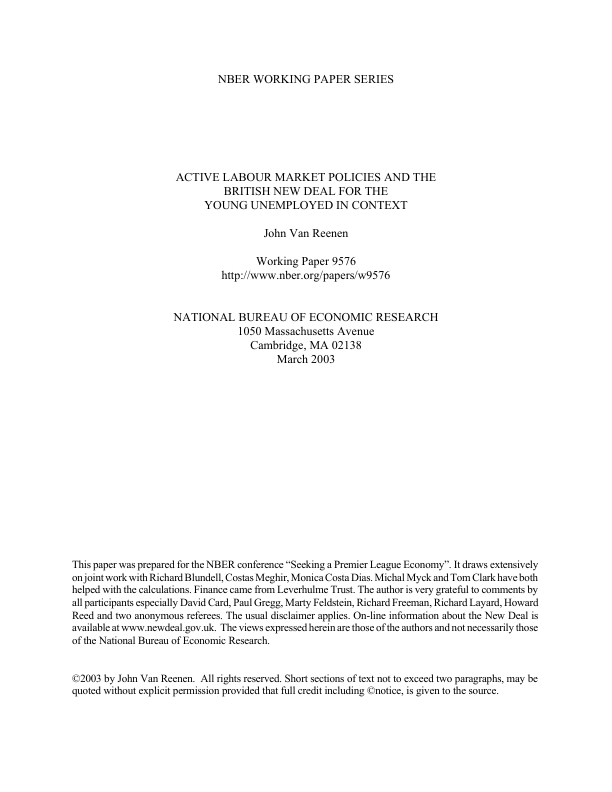 NBER WORKING PAPER SERIES
ACTIVE LABOUR MARKET POLICIES AND THE
BRITISH NEW DEAL FOR THE
YOUNG UNEMPLOYED IN CONTEXT
John Van Reenen
Working Paper 9576
http://www.nber.org/papers/w9576
NATIONAL BUREAU OF ECONOMIC RESEARCH
1050 Massachusetts Avenue
Cambridge, MA 02138
March 2003
This paper was prepared for the NBER conference “Seeking a Premier League Economy”. It draws extensively
on joint work with Richard Blundell, Costas Meghir, Monica Costa Dias. Michal Myck and Tom Clark have both
helped with the calculations. Finance came from Leverhulme Trust. The author is very grateful to comments by
all participants especially David Card, Paul Gregg, Marty Feldstein, Richard Freeman, Richard Layard, Howard
Reed and two anonymous referees. The usual disclaimer applies. On-line information about the New Deal is
available at www.newdeal.gov.uk. The views expressed herein are those of the authors and not necessarily those
of the National Bureau of Economic Research.
©2003 by John Van Reenen. All rights reserved. Short sections of text not to exceed two paragraphs, may be
quoted without explicit permission provided that full credit including ©notice, is given to the source.